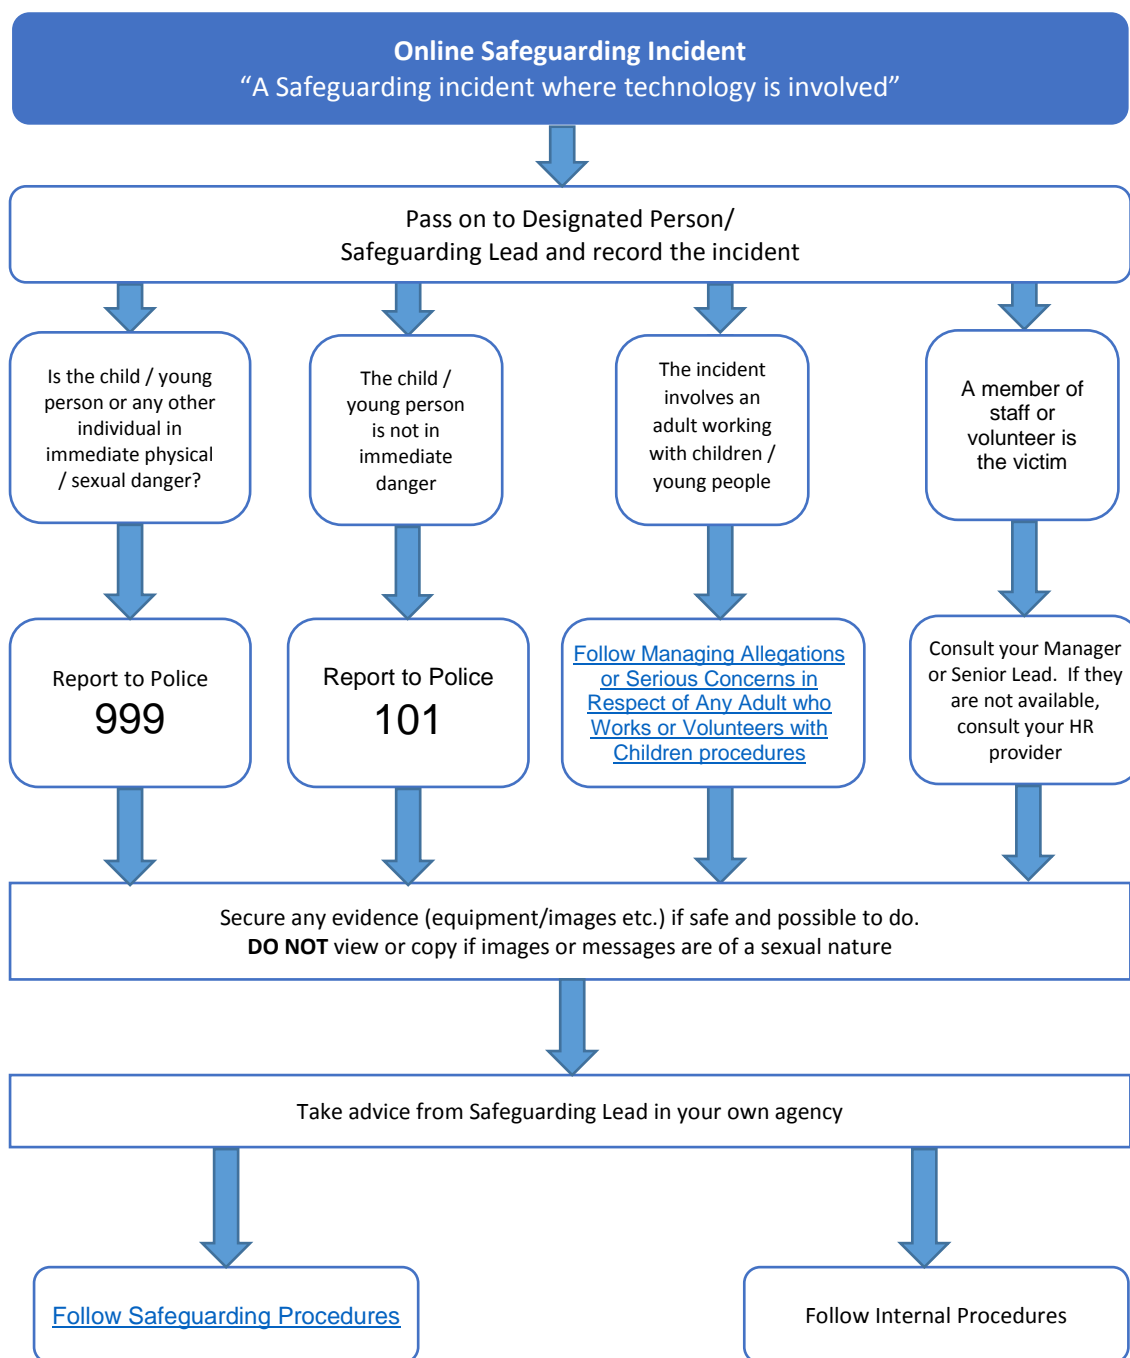 Online Safeguarding Incident
“A Safeguarding incident where technology is involved”
Pass on to Designated Person/
Safeguarding Lead and record the incident
Is the child / young
person or any other
individual in
immediate physical
/ sexual danger?
The child /
young person
is not in
immediate
danger
The incident
involves an
adult working
with children /
young people
A member of
staff or
volunteer is
the victim
Report to Police
999
Report to Police
101
Follow Managing Allegations
or Serious Concerns in
Respect of Any Adult who
Works or Volunteers with
Children procedures
Consult your Manager
or Senior Lead.  If they
are not available,
consult your HR
provider
Secure any evidence (equipment/images etc.) if safe and possible to do.
DO NOT view or copy if images or messages are of a sexual nature
Take advice from Safeguarding Lead in your own agency
Follow Safeguarding Procedures
Follow Internal Procedures